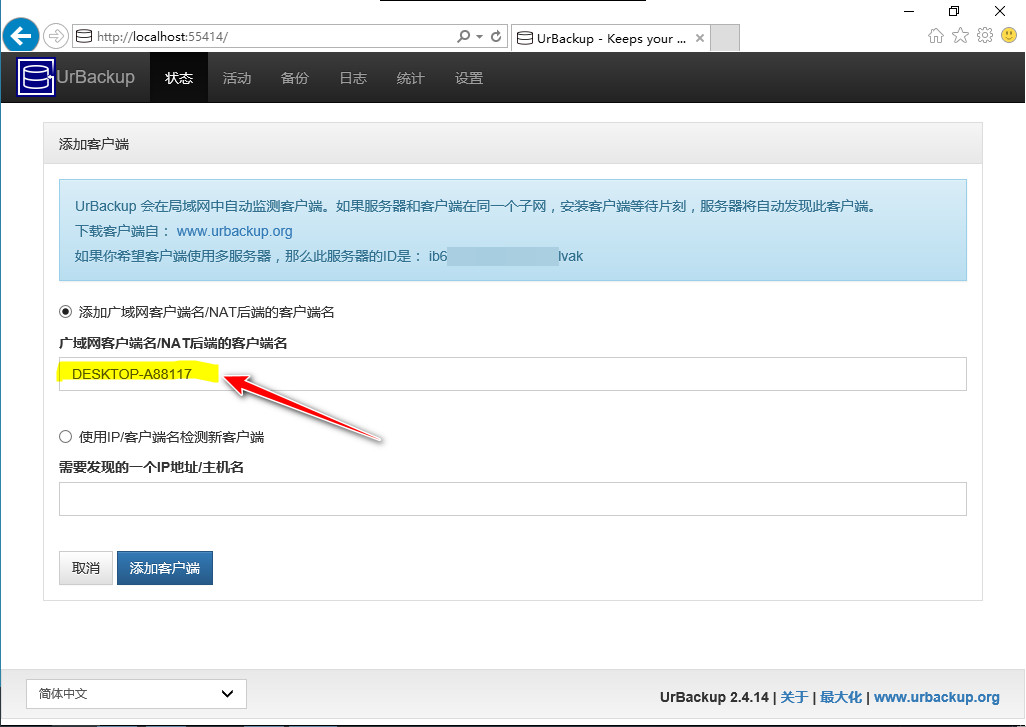 http://localhost:55414/
UrBackup - Keeps your ...
UrBackup 状态 活动 备份 日志 统计 设置
添加客户端
UrBackup 会在局域网中自动监测客户端。如果服务器和客户端在同一个子网，安装客户端等待片刻，服务器将自动发现此客户端。
下载客户端自： www.urbackup.org
如果你希望客户端使用多服务器，那么此服务器的ID是： ib6 lvak
添加广域网客户端名/NAT后端的客户端名
广域网客户端名/NAT后端的客户端名
DESKTOP-A88117
使用IP/客户端名检测新客户端
需要发现的一个IP地址/主机名
取消 添加客户端
简体中文
UrBackup 2.4.14 | 关于 | 最大化 | www.urbackup.org